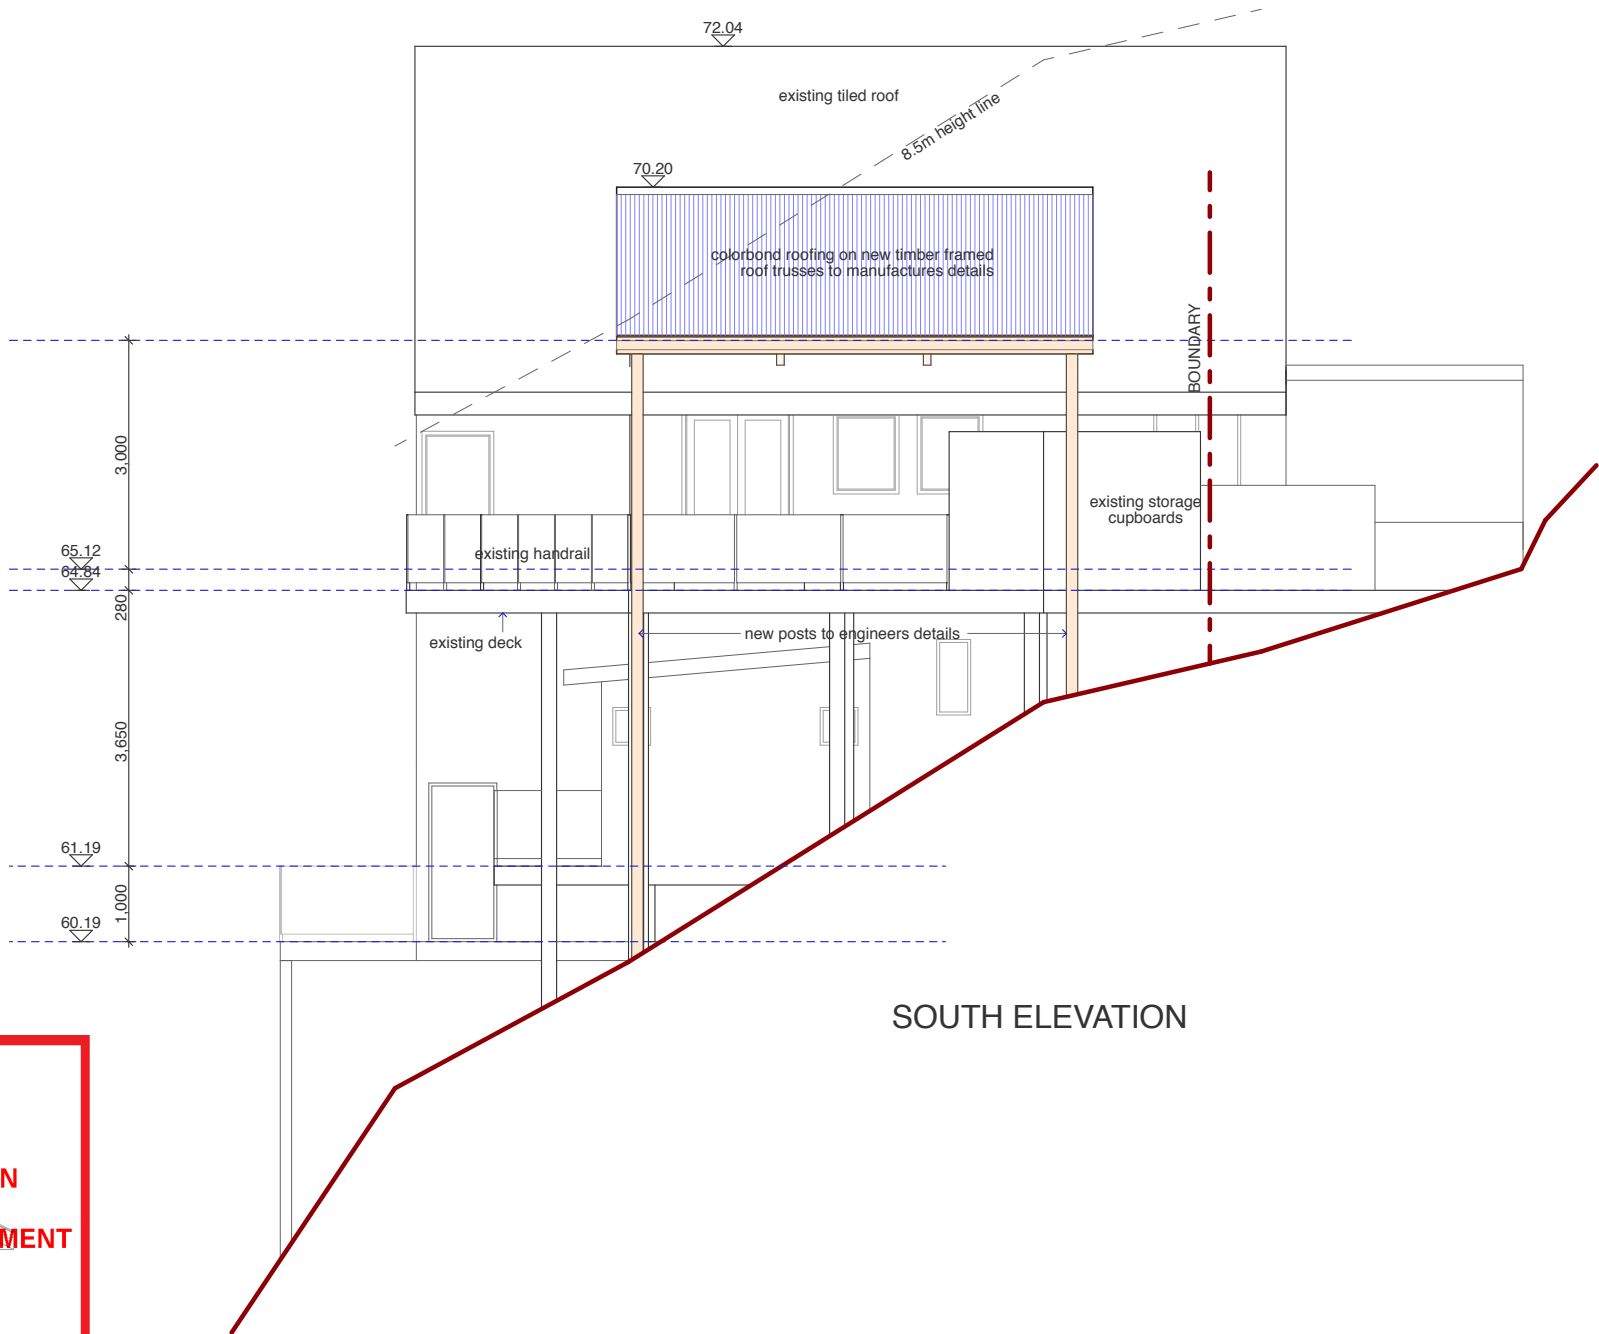 72.04
existing tiled roof
8.5m height line
70.20
colorbond roofing on new timber framed
roof trusses to manufactures details
BOUNDARY
3,000
existing storage
cupboards
65.12
existing handrail
64.84
280
existing deck
new posts to engineers details
3,650
61.19
1,000
60.19
SOUTH ELEVATION
N
MENT